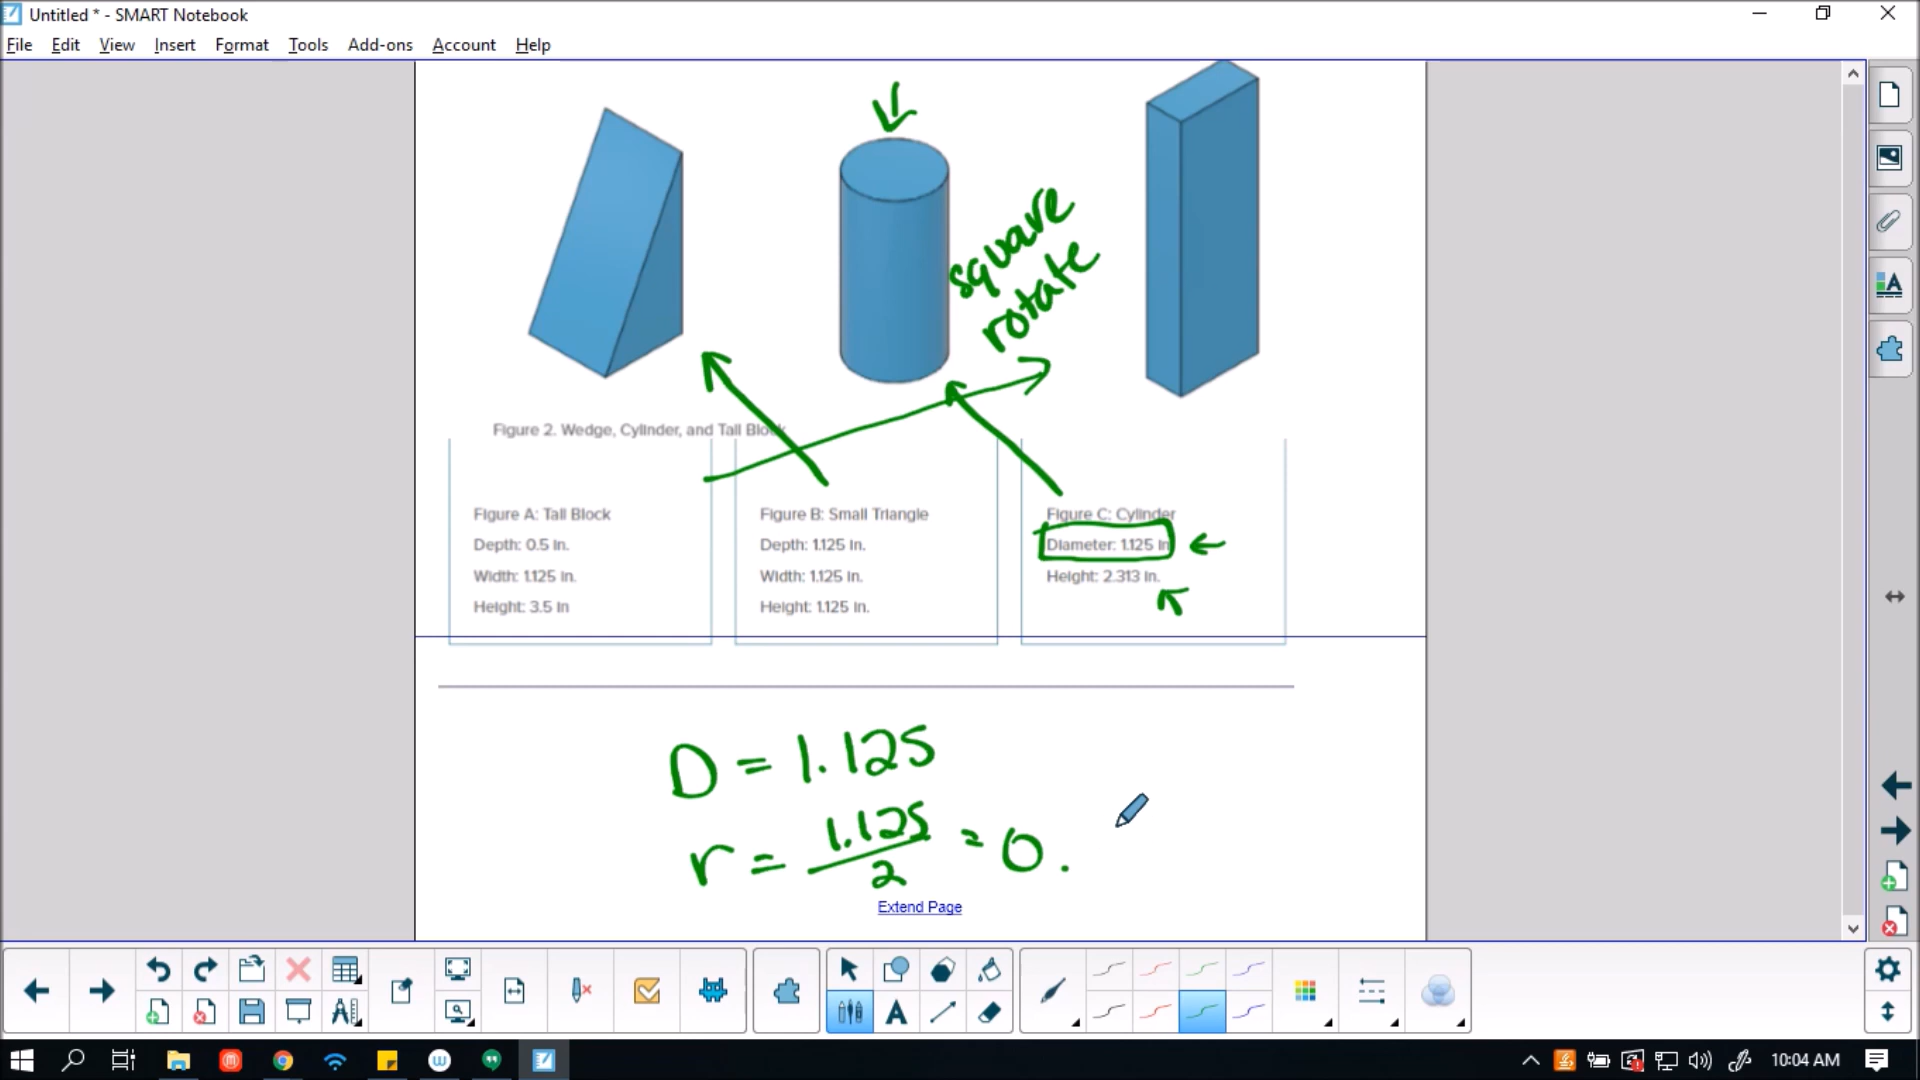 Untitled * - SMART Notebook
File Edit View Insert Format Tools Add-ons Account Help
square
rotate
Figure 2. Wedge, Cylinder, and Tall Block
Figure A: Tall Block
Depth: 0.5 in.
Width: 1.125 in.
Height: 3.5 in
Figure B: Small Triangle
Depth: 1.125 in.
Width: 1.125 in.
Height: 1.125 in.
Figure C: Cylinder
Diameter: 1.125 in
Height: 2.313 in.
D = 1.125
r = 1.125/2 = 0.
Extend Page
10:04 AM